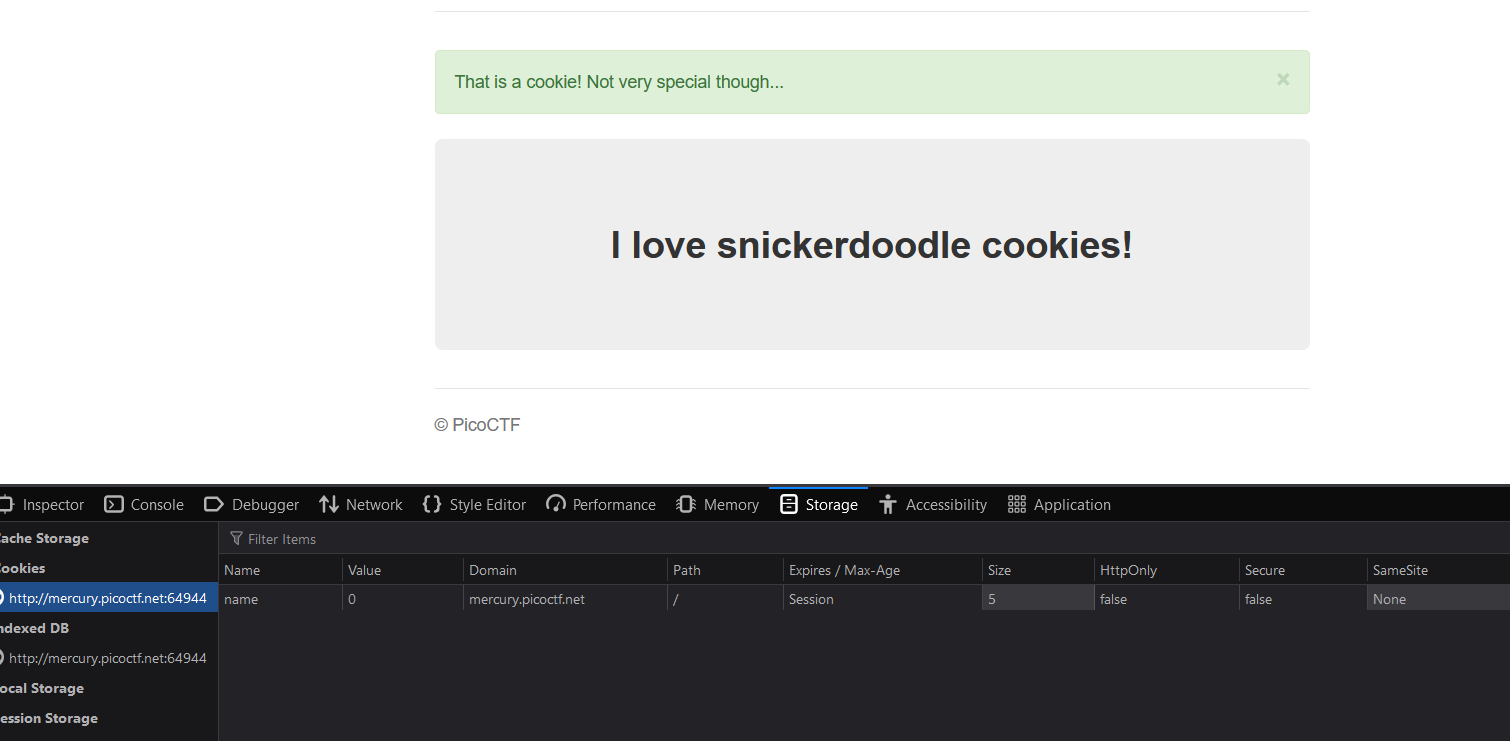 That is a cookie! Not very special though... ×
I love snickerdoodle cookies!
© PicoCTF
Inspector Console Debugger Network Style Editor Performance Memory Storage Accessibility Application
ache Storage
Filter Items
ookies
Name Value Domain Path Expires / Max-Age Size HttpOnly Secure SameSite
http://mercury.picoctf.net:64944
name 0 mercury.picoctf.net / Session 5 false false None
ndexed DB
http://mercury.picoctf.net:64944
ocal Storage
ession Storage